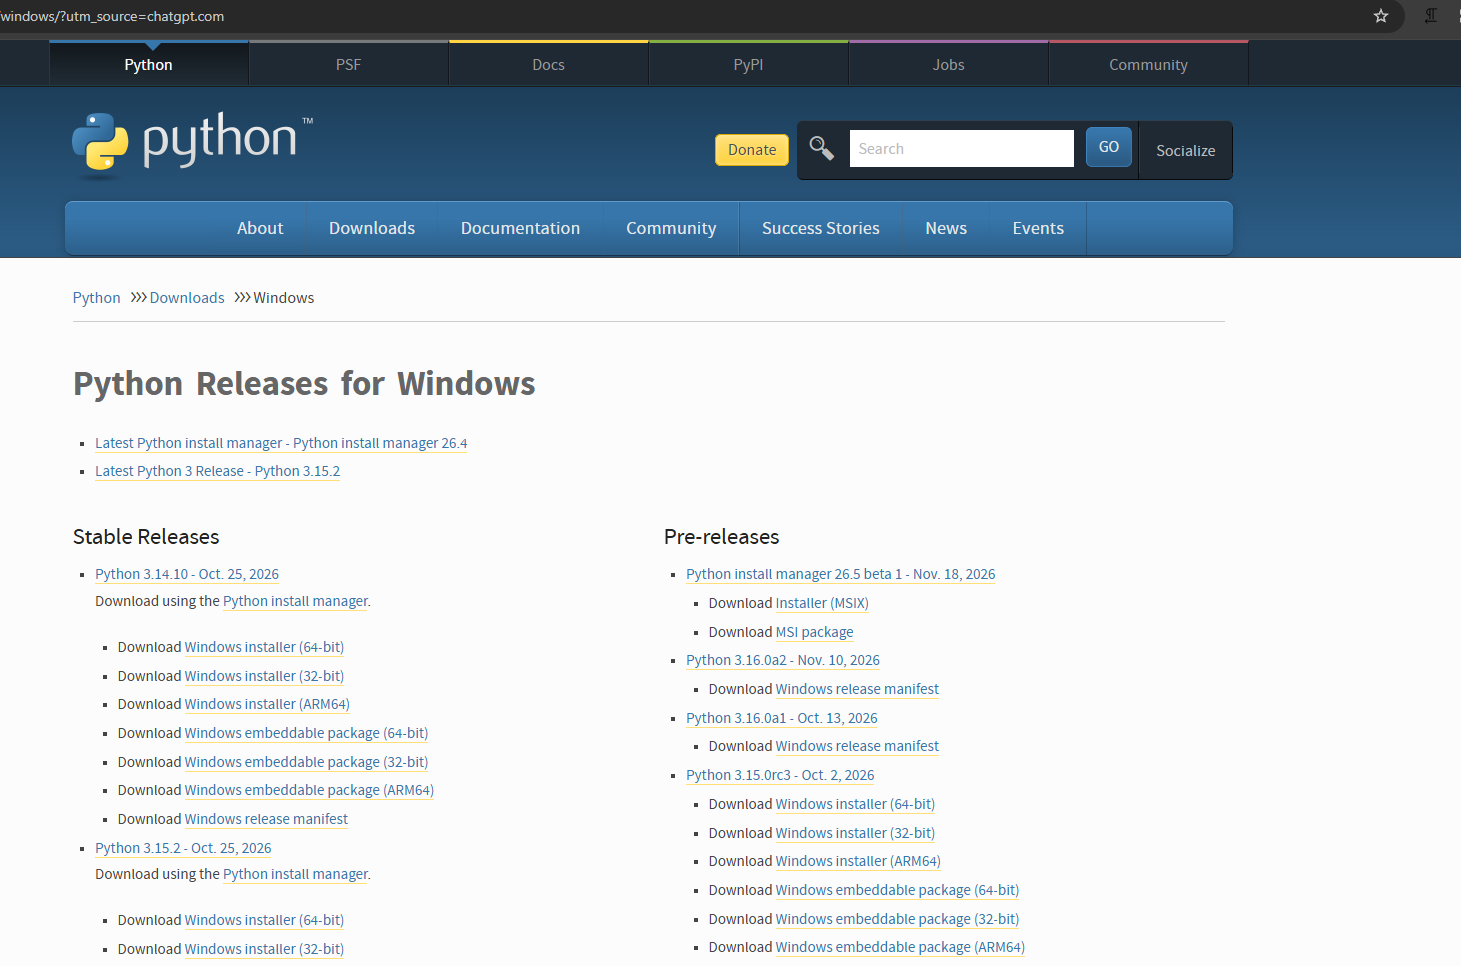 windows/?utm_source=chatgpt.com
Python
PSF
Docs
PyPI
Jobs
Community
python™
Donate
Search
GO
Socialize
About
Downloads
Documentation
Community
Success Stories
News
Events
Python >>> Downloads >>> Windows
Python Releases for Windows
Latest Python install manager - Python install manager 26.4
Latest Python 3 Release - Python 3.15.2
Stable Releases
Python 3.14.10 - Oct. 25, 2026
Download using the Python install manager.
Download Windows installer (64-bit)
Download Windows installer (32-bit)
Download Windows installer (ARM64)
Download Windows embeddable package (64-bit)
Download Windows embeddable package (32-bit)
Download Windows embeddable package (ARM64)
Download Windows release manifest
Python 3.15.2 - Oct. 25, 2026
Download using the Python install manager.
Download Windows installer (64-bit)
Download Windows installer (32-bit)
Pre-releases
Python install manager 26.5 beta 1 - Nov. 18, 2026
Download Installer (MSIX)
Download MSI package
Python 3.16.0a2 - Nov. 10, 2026
Download Windows release manifest
Python 3.16.0a1 - Oct. 13, 2026
Download Windows release manifest
Python 3.15.0rc3 - Oct. 2, 2026
Download Windows installer (64-bit)
Download Windows installer (32-bit)
Download Windows installer (ARM64)
Download Windows embeddable package (64-bit)
Download Windows embeddable package (32-bit)
Download Windows embeddable package (ARM64)